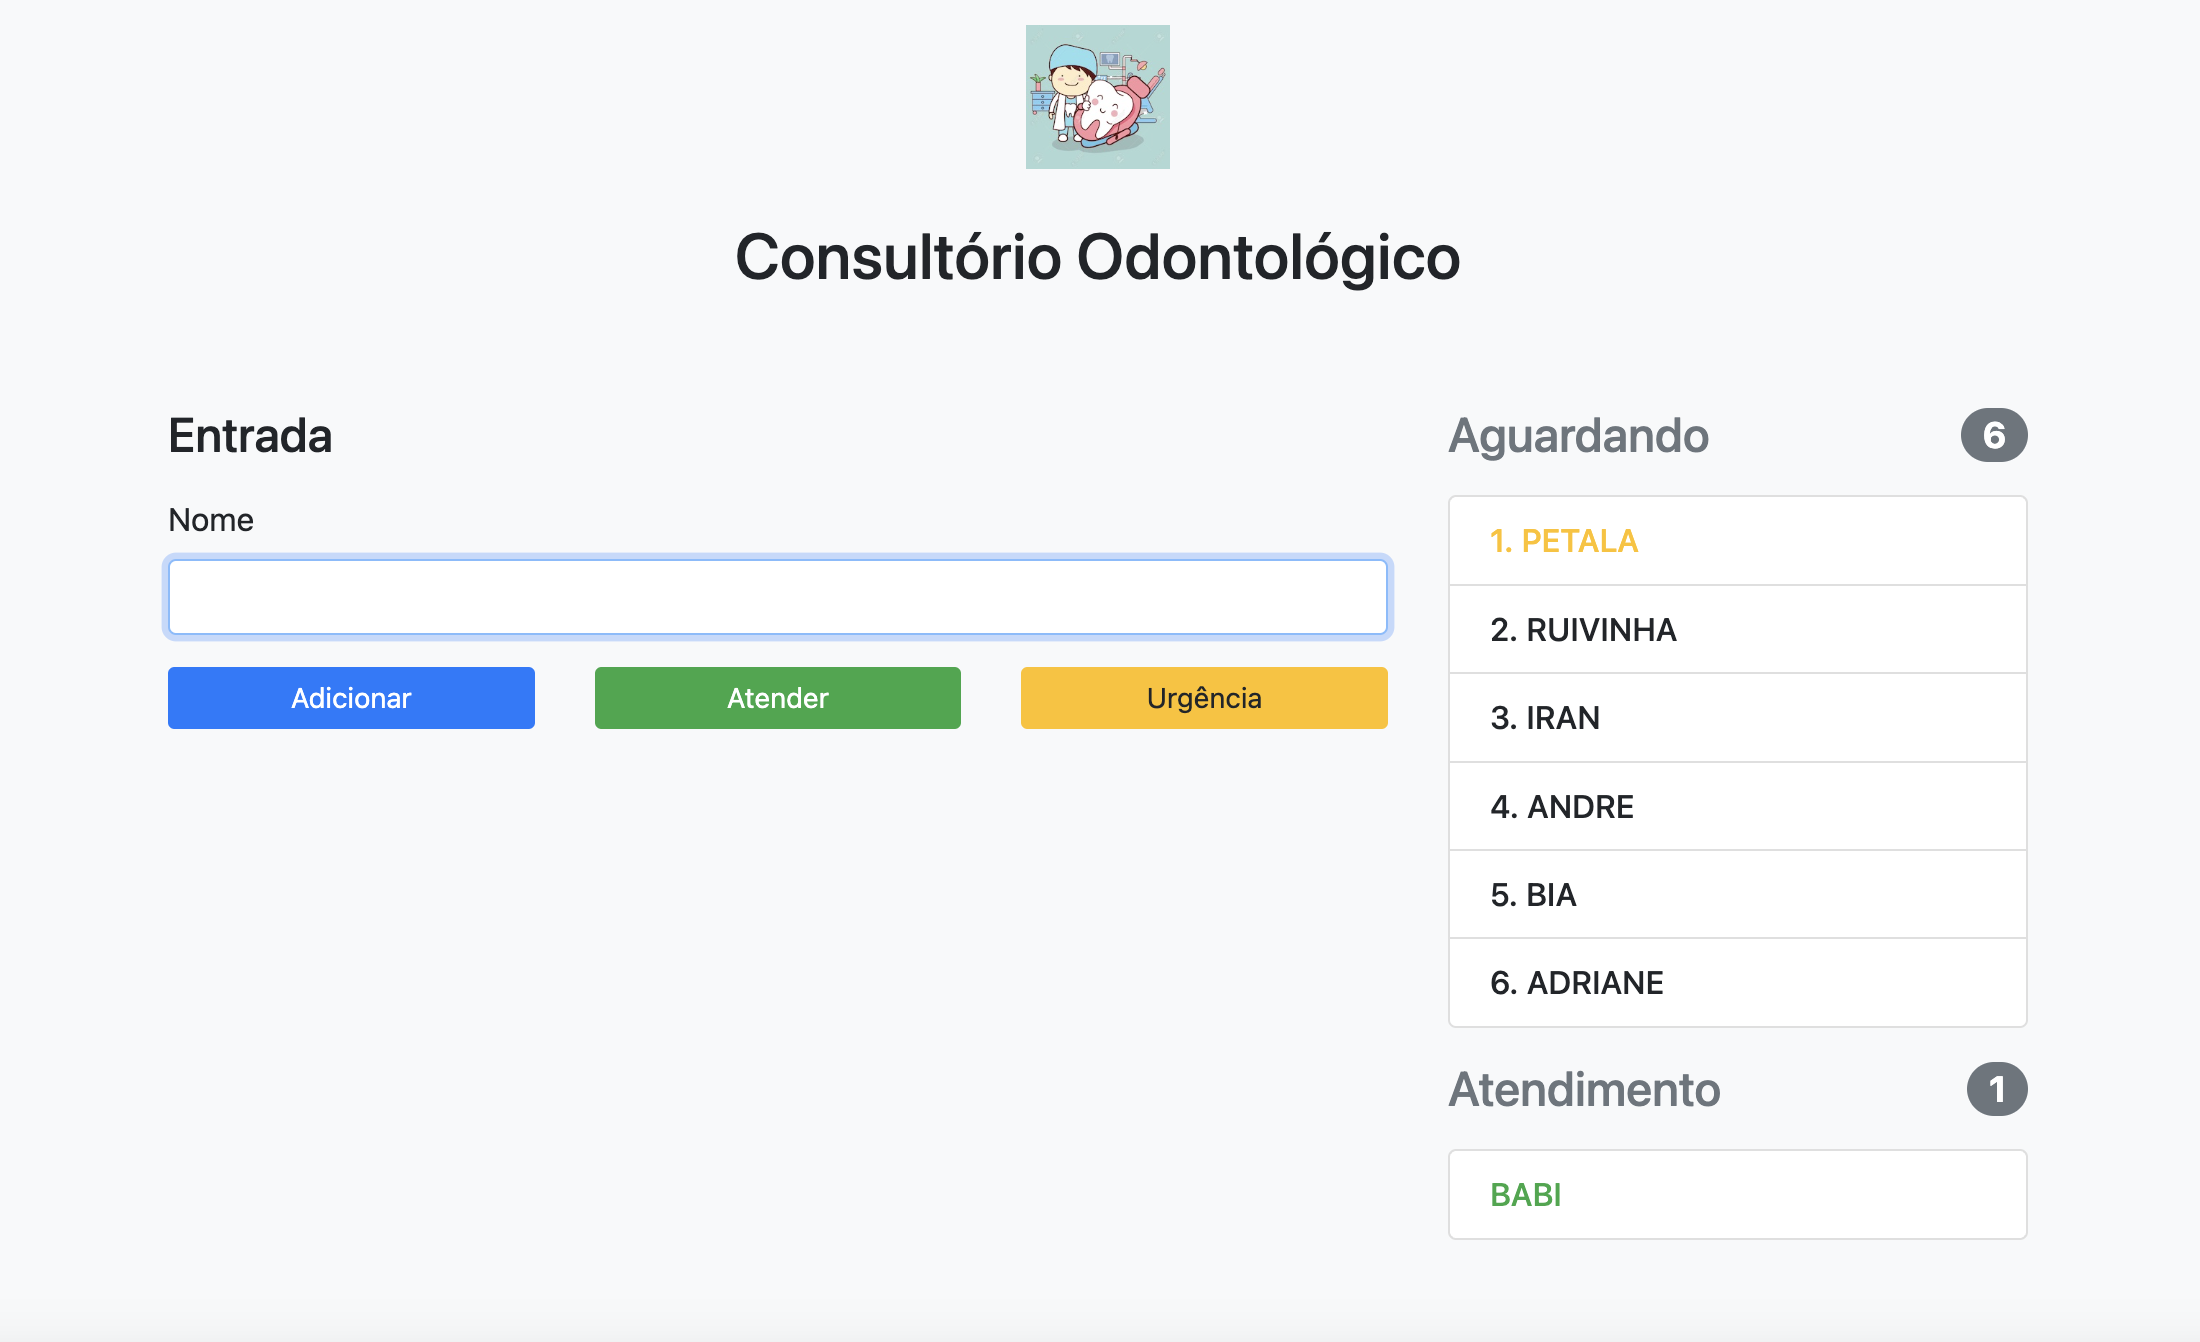 Consultório Odontológico
Entrada
Nome
Adicionar
Atender
Urgência
Aguardando 6
1. PETALA
2. RUIVINHA
3. IRAN
4. ANDRE
5. BIA
6. ADRIANE
Atendimento 1
BABI